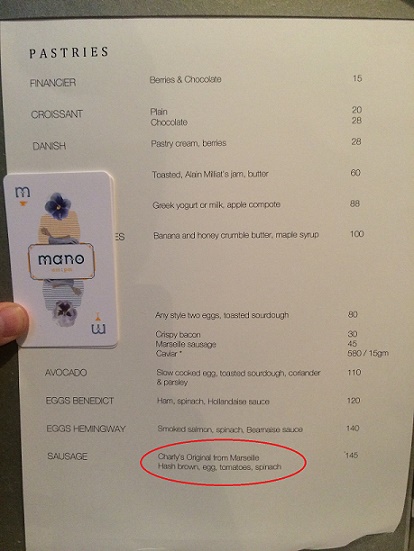 PASTRIES
FINANCIER Berries & Chocolate 15
CROISSANT Plain 20
Chocolate 28
DANISH Pastry cream, berries 28
Toasted, Alain Milliat's jam, butter 60
Greek yogurt or milk, apple compote 88
ES Banana and honey crumble butter, maple syrup 100
m
mano
m
Any style two eggs, toasted sourdough 80
Crispy bacon 30
Marseille sausage 45
Caviar * 580 / 15gm
AVOCADO Slow cooked egg, toasted sourdough, coriander 110
& parsley
EGGS BENEDICT Ham, spinach, Hollandaise sauce 120
EGGS HEMINGWAY Smoked salmon, spinach, Bearnaise sauce 140
SAUSAGE Charly's Original from Marseille 145
Hash brown, egg, tomatoes, spinach